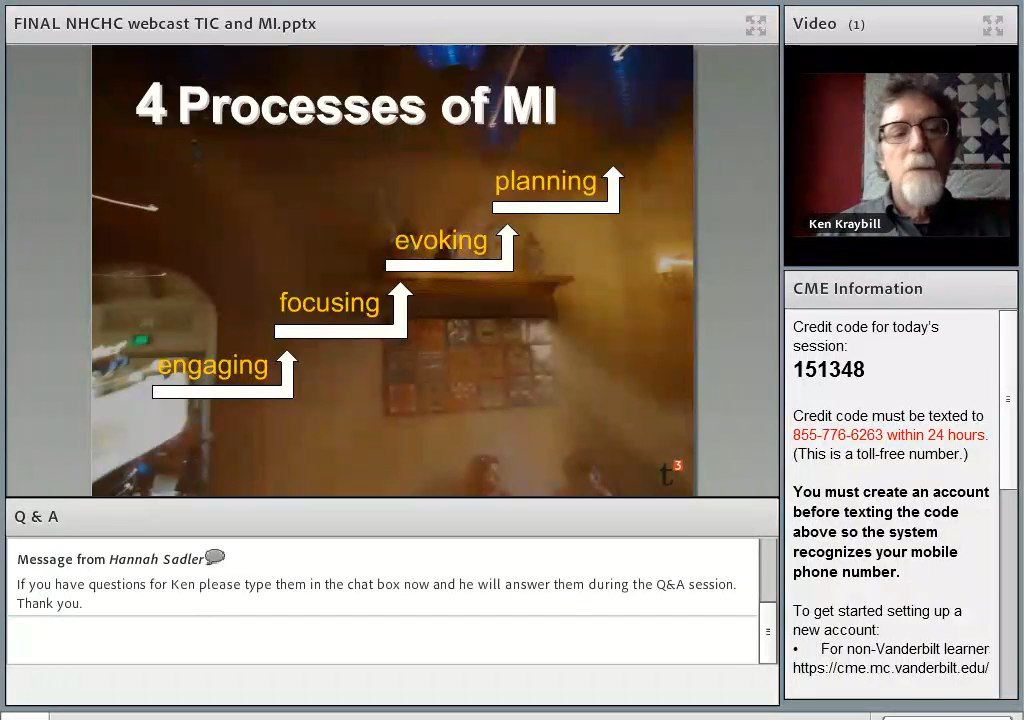 FINAL NHCHC webcast TIC and MI.pptx
4 Processes of MI
planning
evoking
focusing
engaging
t3
Video (1)
Ken Kraybill
CME Information
Credit code for today's
session:
151348
Credit code must be texted to
855-776-6263 within 24 hours.
(This is a toll-free number.)
You must create an account
before texting the code
above so the system
recognizes your mobile
phone number.
To get started setting up a
new account:
• For non-Vanderbilt learner
https://cme.mc.vanderbilt.edu/
Q & A
Message from Hannah Sadler
If you have questions for Ken please type them in the chat box now and he will answer them during the Q&A session.
Thank you.